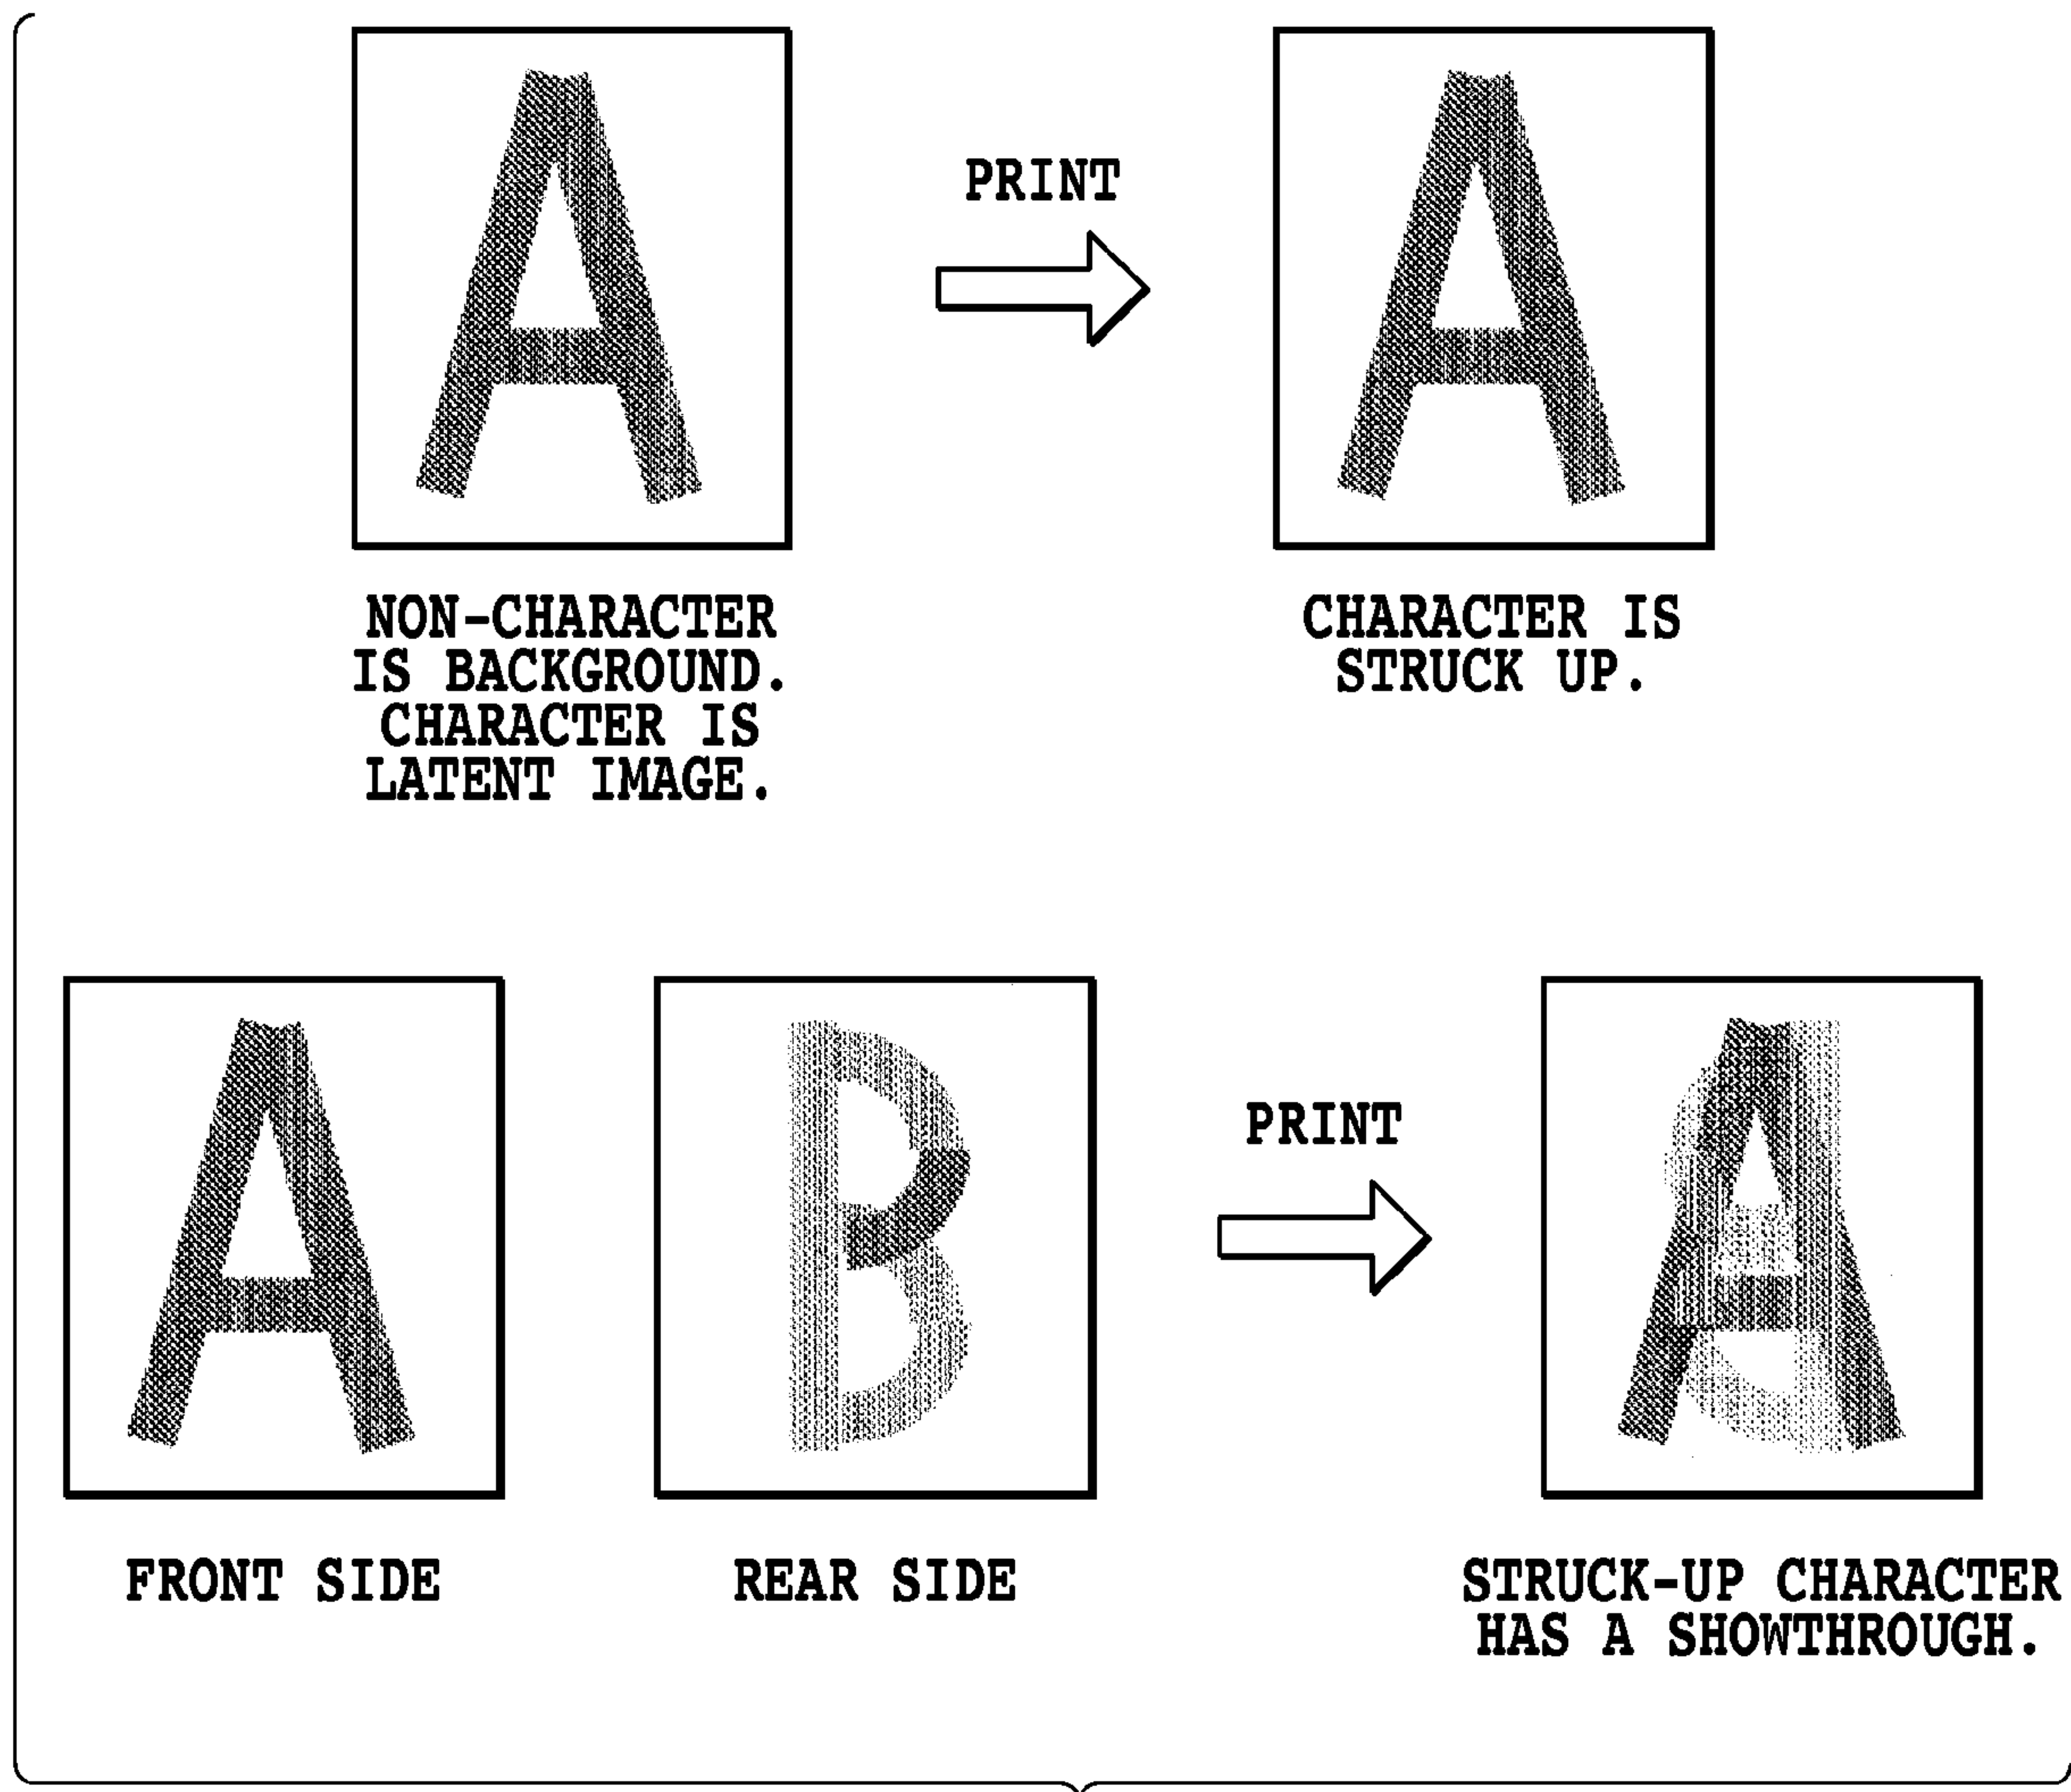 A
PRINT
A
NON-CHARACTER
IS BACKGROUND.
CHARACTER IS
LATENT IMAGE.
CHARACTER IS
STRUCK UP.
A
B
PRINT
A
FRONT SIDE
REAR SIDE
STRUCK-UP CHARACTER
HAS A SHOWTHROUGH.